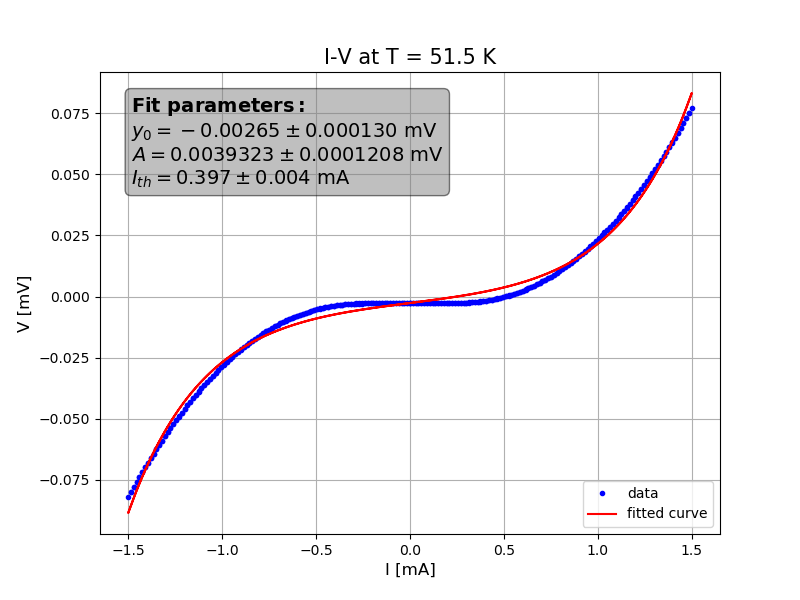 I-V at T = 51.5 K
Fit parameters:
y₀ = −0.00265 ± 0.000130 mV
A = 0.0039323 ± 0.0001208 mV
I_th = 0.397 ± 0.004 mA
V [mV]
0.075
0.050
0.025
0.000
−0.025
−0.050
−0.075
data
fitted curve
−1.5 −1.0 −0.5 0.0 0.5 1.0 1.5
I [mA]